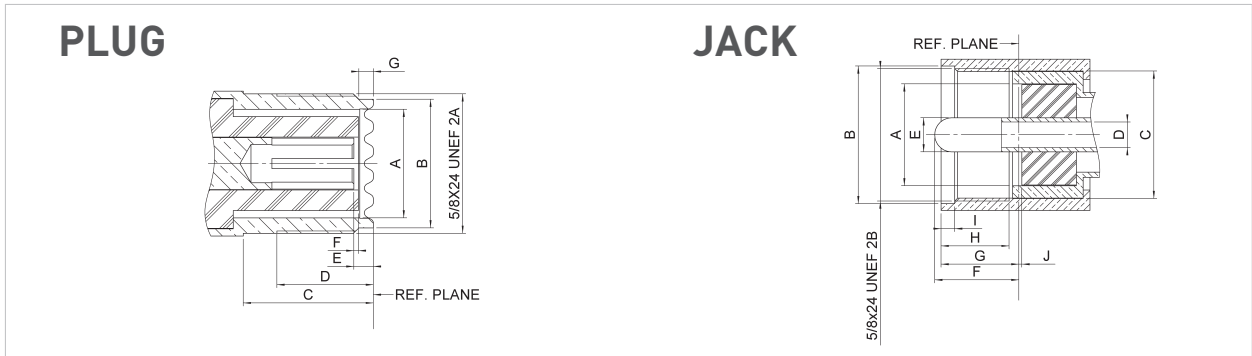 PLUG
G
A
B
5/8X24 UNEF 2A
F
E
D
C
REF. PLANE
JACK
REF. PLANE
B
A
E
D
C
I
H
G
J
F
5/8x24 UNEF 2B